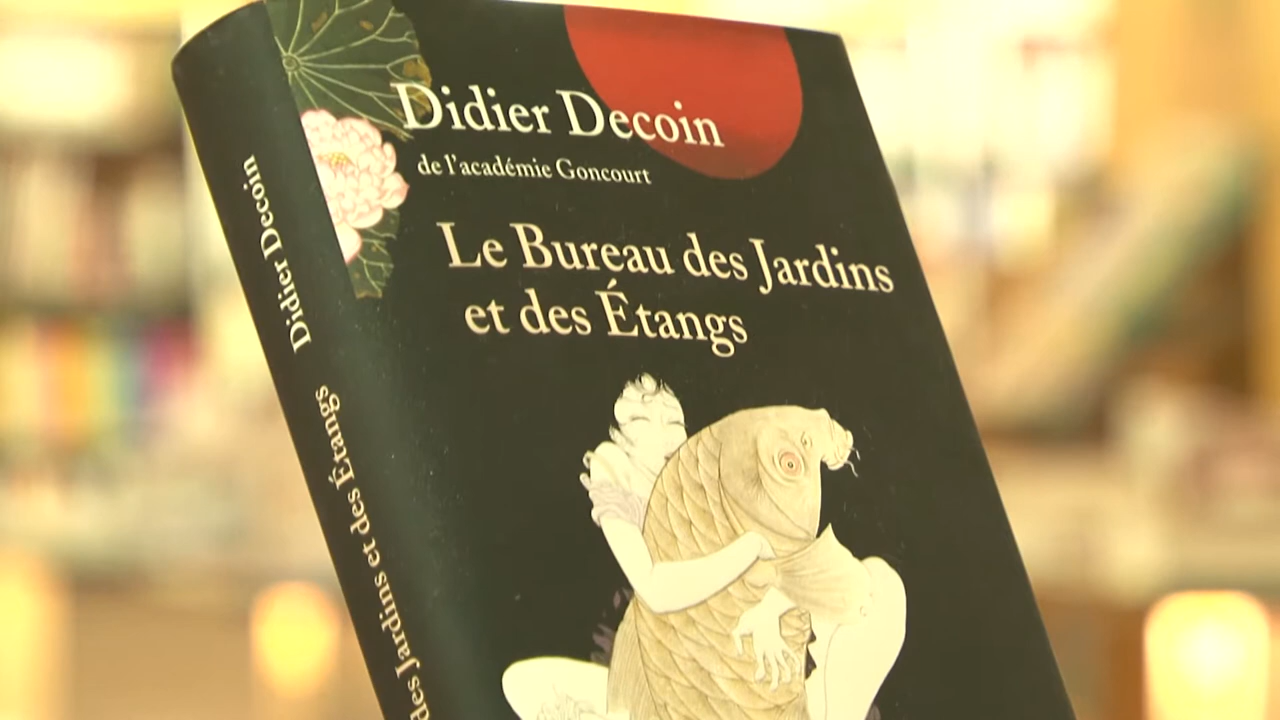 Didier Decoin
de l'académie Goncourt
Le Bureau des Jardins
et des Étangs
Didier Decoin
des Jardins et des Étangs